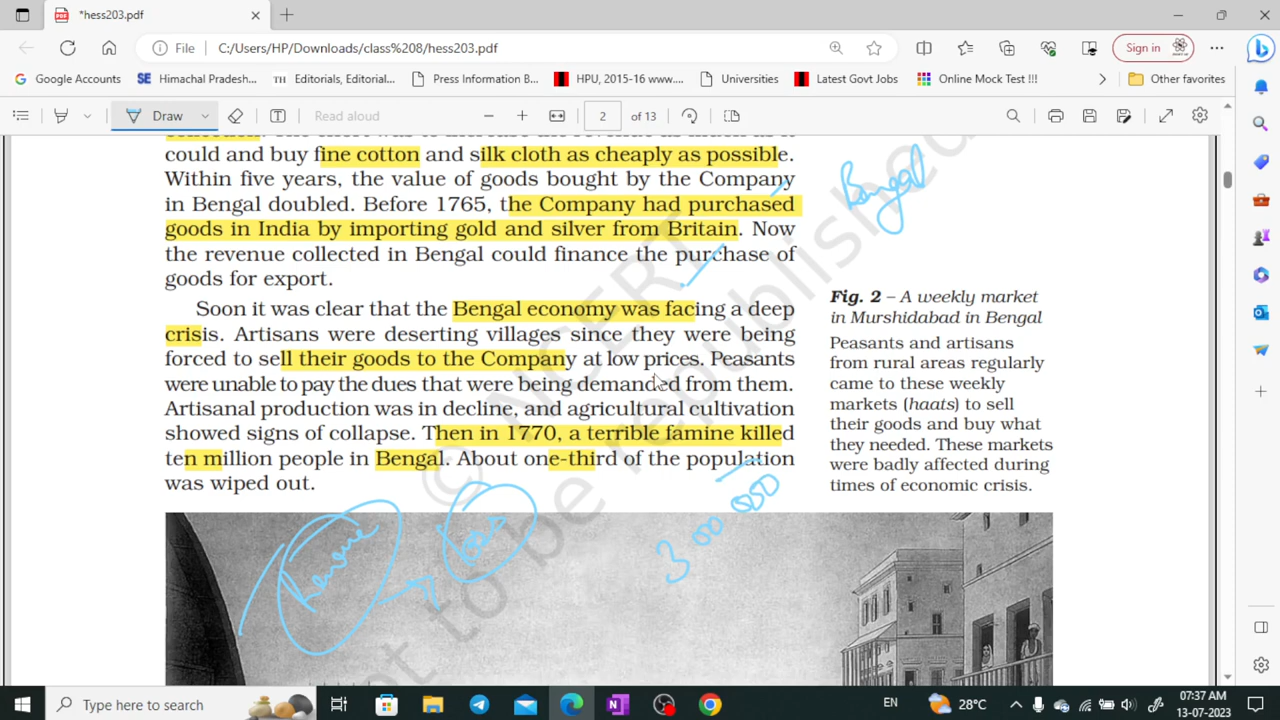 *hess203.pdf
File C:/Users/HP/Downloads/class%208/hess203.pdf
Sign in
Google Accounts
SE Himachal Pradesh...
TH Editorials, Editorial...
Press Information B...
HPU, 2015-16 www....
Universities
Latest Govt Jobs
Online Mock Test !!!
Other favorites
Draw
Read aloud
2 of 13
could and buy fine cotton and silk cloth as cheaply as possible.
Within five years, the value of goods bought by the Company
in Bengal doubled. Before 1765, the Company had purchased
goods in India by importing gold and silver from Britain. Now
the revenue collected in Bengal could finance the purchase of
goods for export.
Soon it was clear that the Bengal economy was facing a deep
crisis. Artisans were deserting villages since they were being
forced to sell their goods to the Company at low prices. Peasants
were unable to pay the dues that were being demanded from them.
Artisanal production was in decline, and agricultural cultivation
showed signs of collapse. Then in 1770, a terrible famine killed
ten million people in Bengal. About one-third of the population
was wiped out.
Bengal
Fig. 2 – A weekly market
in Murshidabad in Bengal
Peasants and artisans
from rural areas regularly
came to these weekly
markets (haats) to sell
their goods and buy what
they needed. These markets
were badly affected during
times of economic crisis.
Revenue
3 00 000
© NCERT
not to be republished
Type here to search
EN
28°C
07:37 AM
13-07-2023